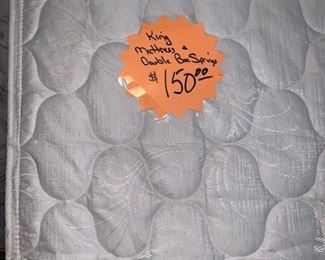 King
Mattress &
Double Box Springs
$150.00